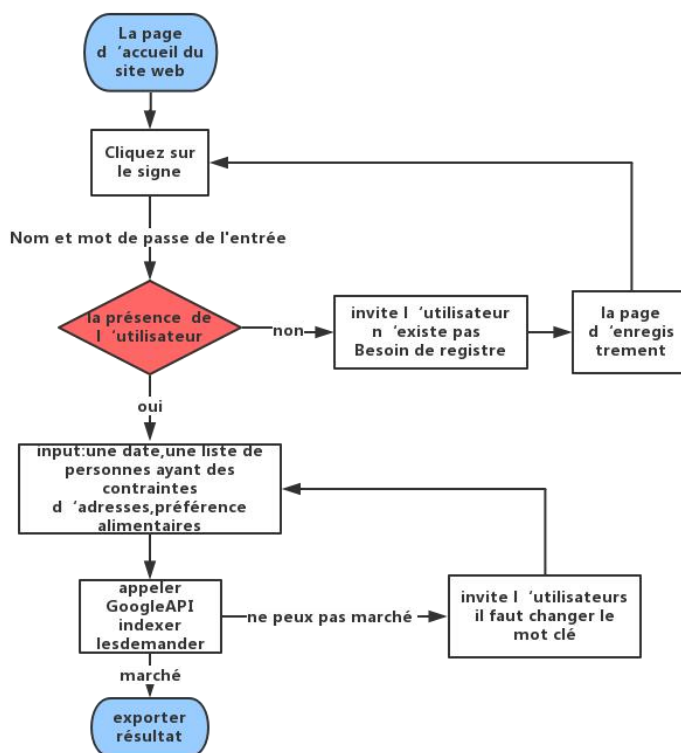 La page
d ‘accueil du
site web
Cliquez sur
le signe
Nom et mot de passe de l'entrée
la présence de
l ‘utilisateur
non
invite l ‘utilisateur
n ‘existe pas
Besoin de registre
la page
d ‘enregis
trement
oui
input:une date,une liste de
personnes ayant des
contraintes
d ‘adresses,préférence
alimentaires
appeler
GoogleAPI
indexer
lesdemander
ne peux pas marché
invite l ‘utilisateurs
il faut changer le
mot clé
marché
exporter
résultat